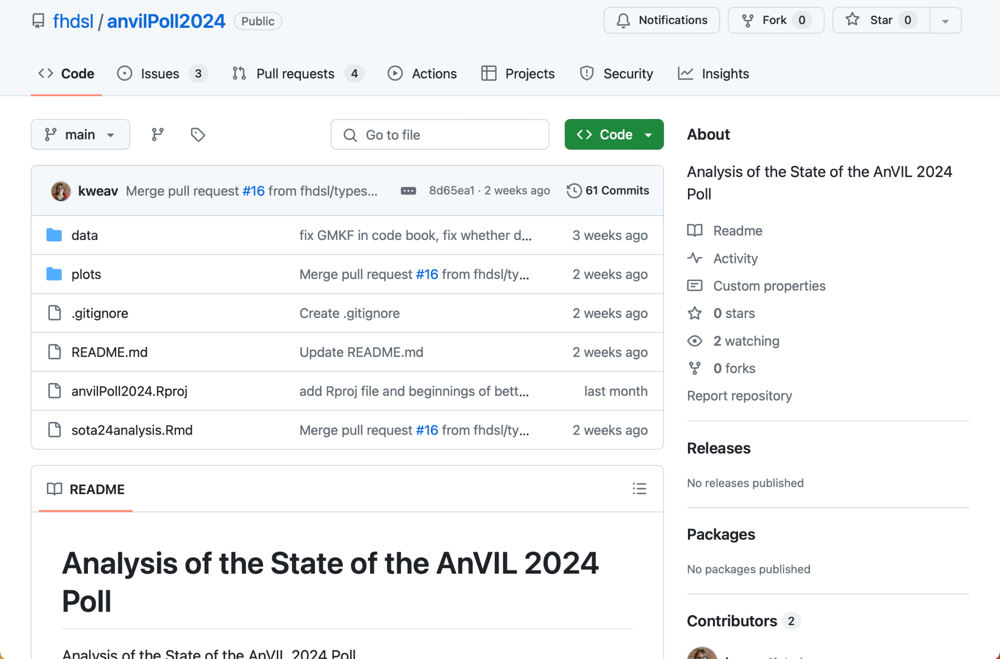 fhdsl / anvilPoll2024 Public
Notifications Fork 0 Star 0
Code Issues 3 Pull requests 4 Actions Projects Security Insights
main Go to file Code
kweav Merge pull request #16 from fhdsl/types... 8d65ea1 · 2 weeks ago 61 Commits
data fix GMKF in code book, fix whether d... 3 weeks ago
plots Merge pull request #16 from fhdsl/ty... 2 weeks ago
.gitignore Create .gitignore 2 weeks ago
README.md Update README.md 2 weeks ago
anvilPoll2024.Rproj add Rproj file and beginnings of bett... last month
sota24analysis.Rmd Merge pull request #16 from fhdsl/ty... 2 weeks ago
README
Analysis of the State of the AnVIL 2024
Poll
Analysis of the State of the AnVIL 2024 Poll
About
Analysis of the State of the AnVIL 2024
Poll
Readme
Activity
Custom properties
0 stars
2 watching
0 forks
Report repository
Releases
No releases published
Packages
No packages published
Contributors 2